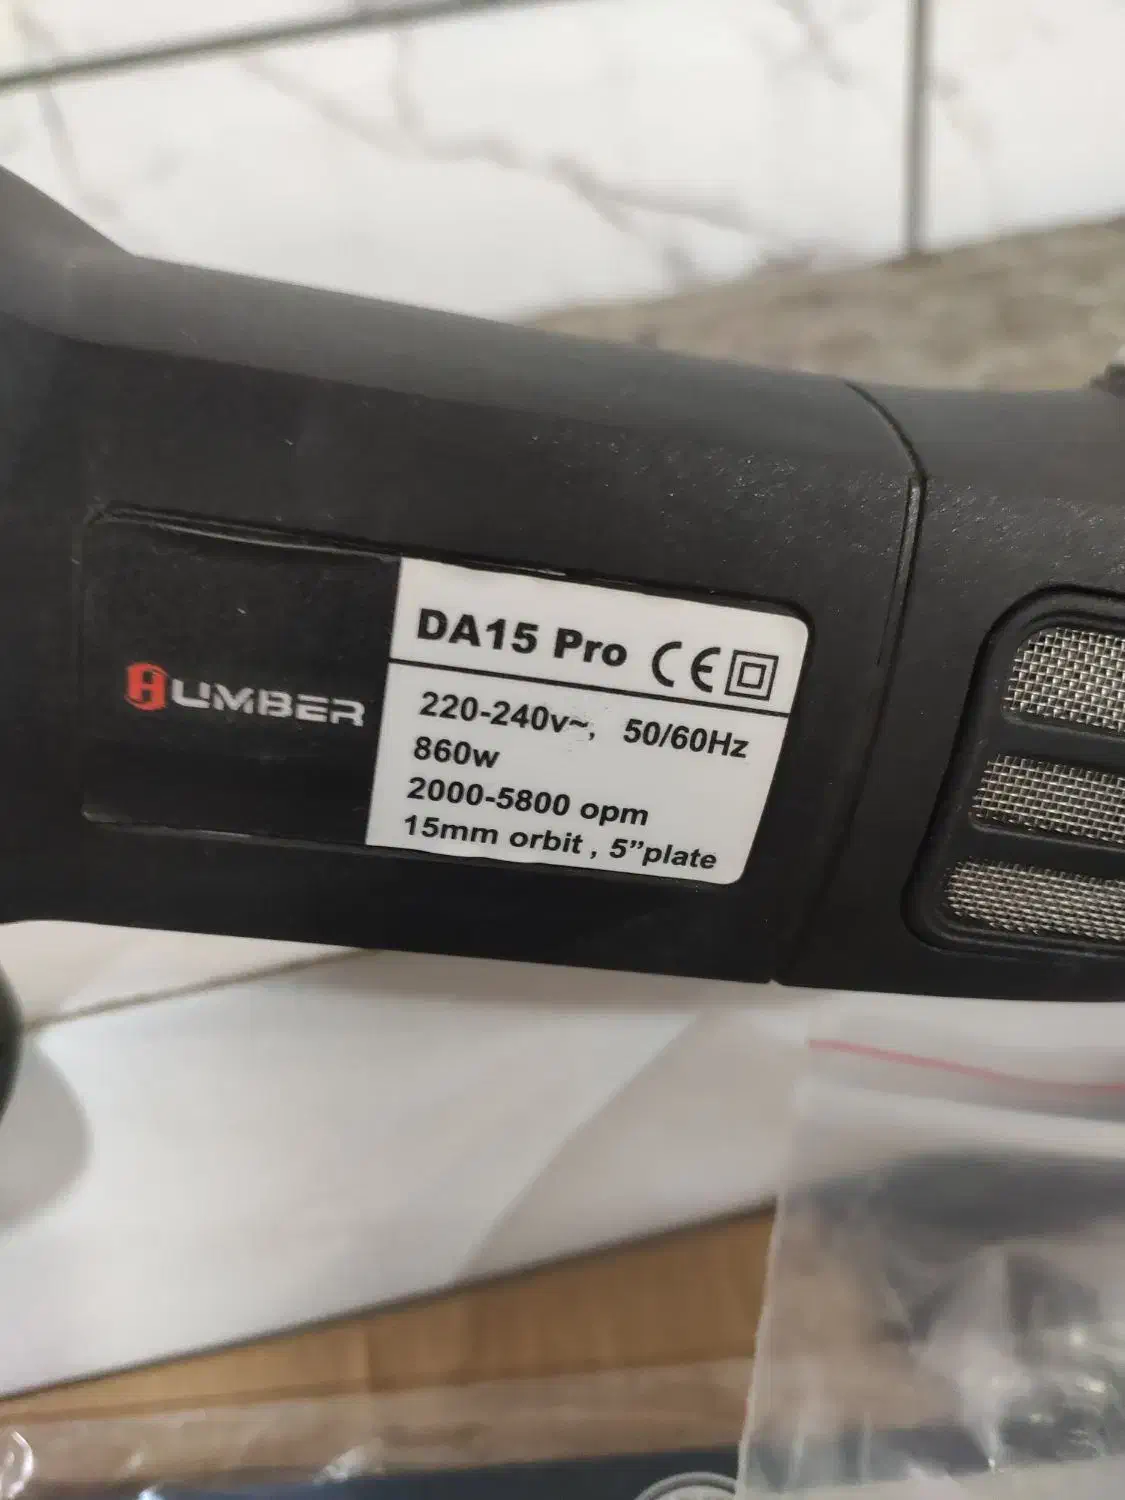 HUMBER
DA15 Pro CE
220-240v~, 50/60Hz
860w
2000-5800 opm
15mm orbit , 5”plate